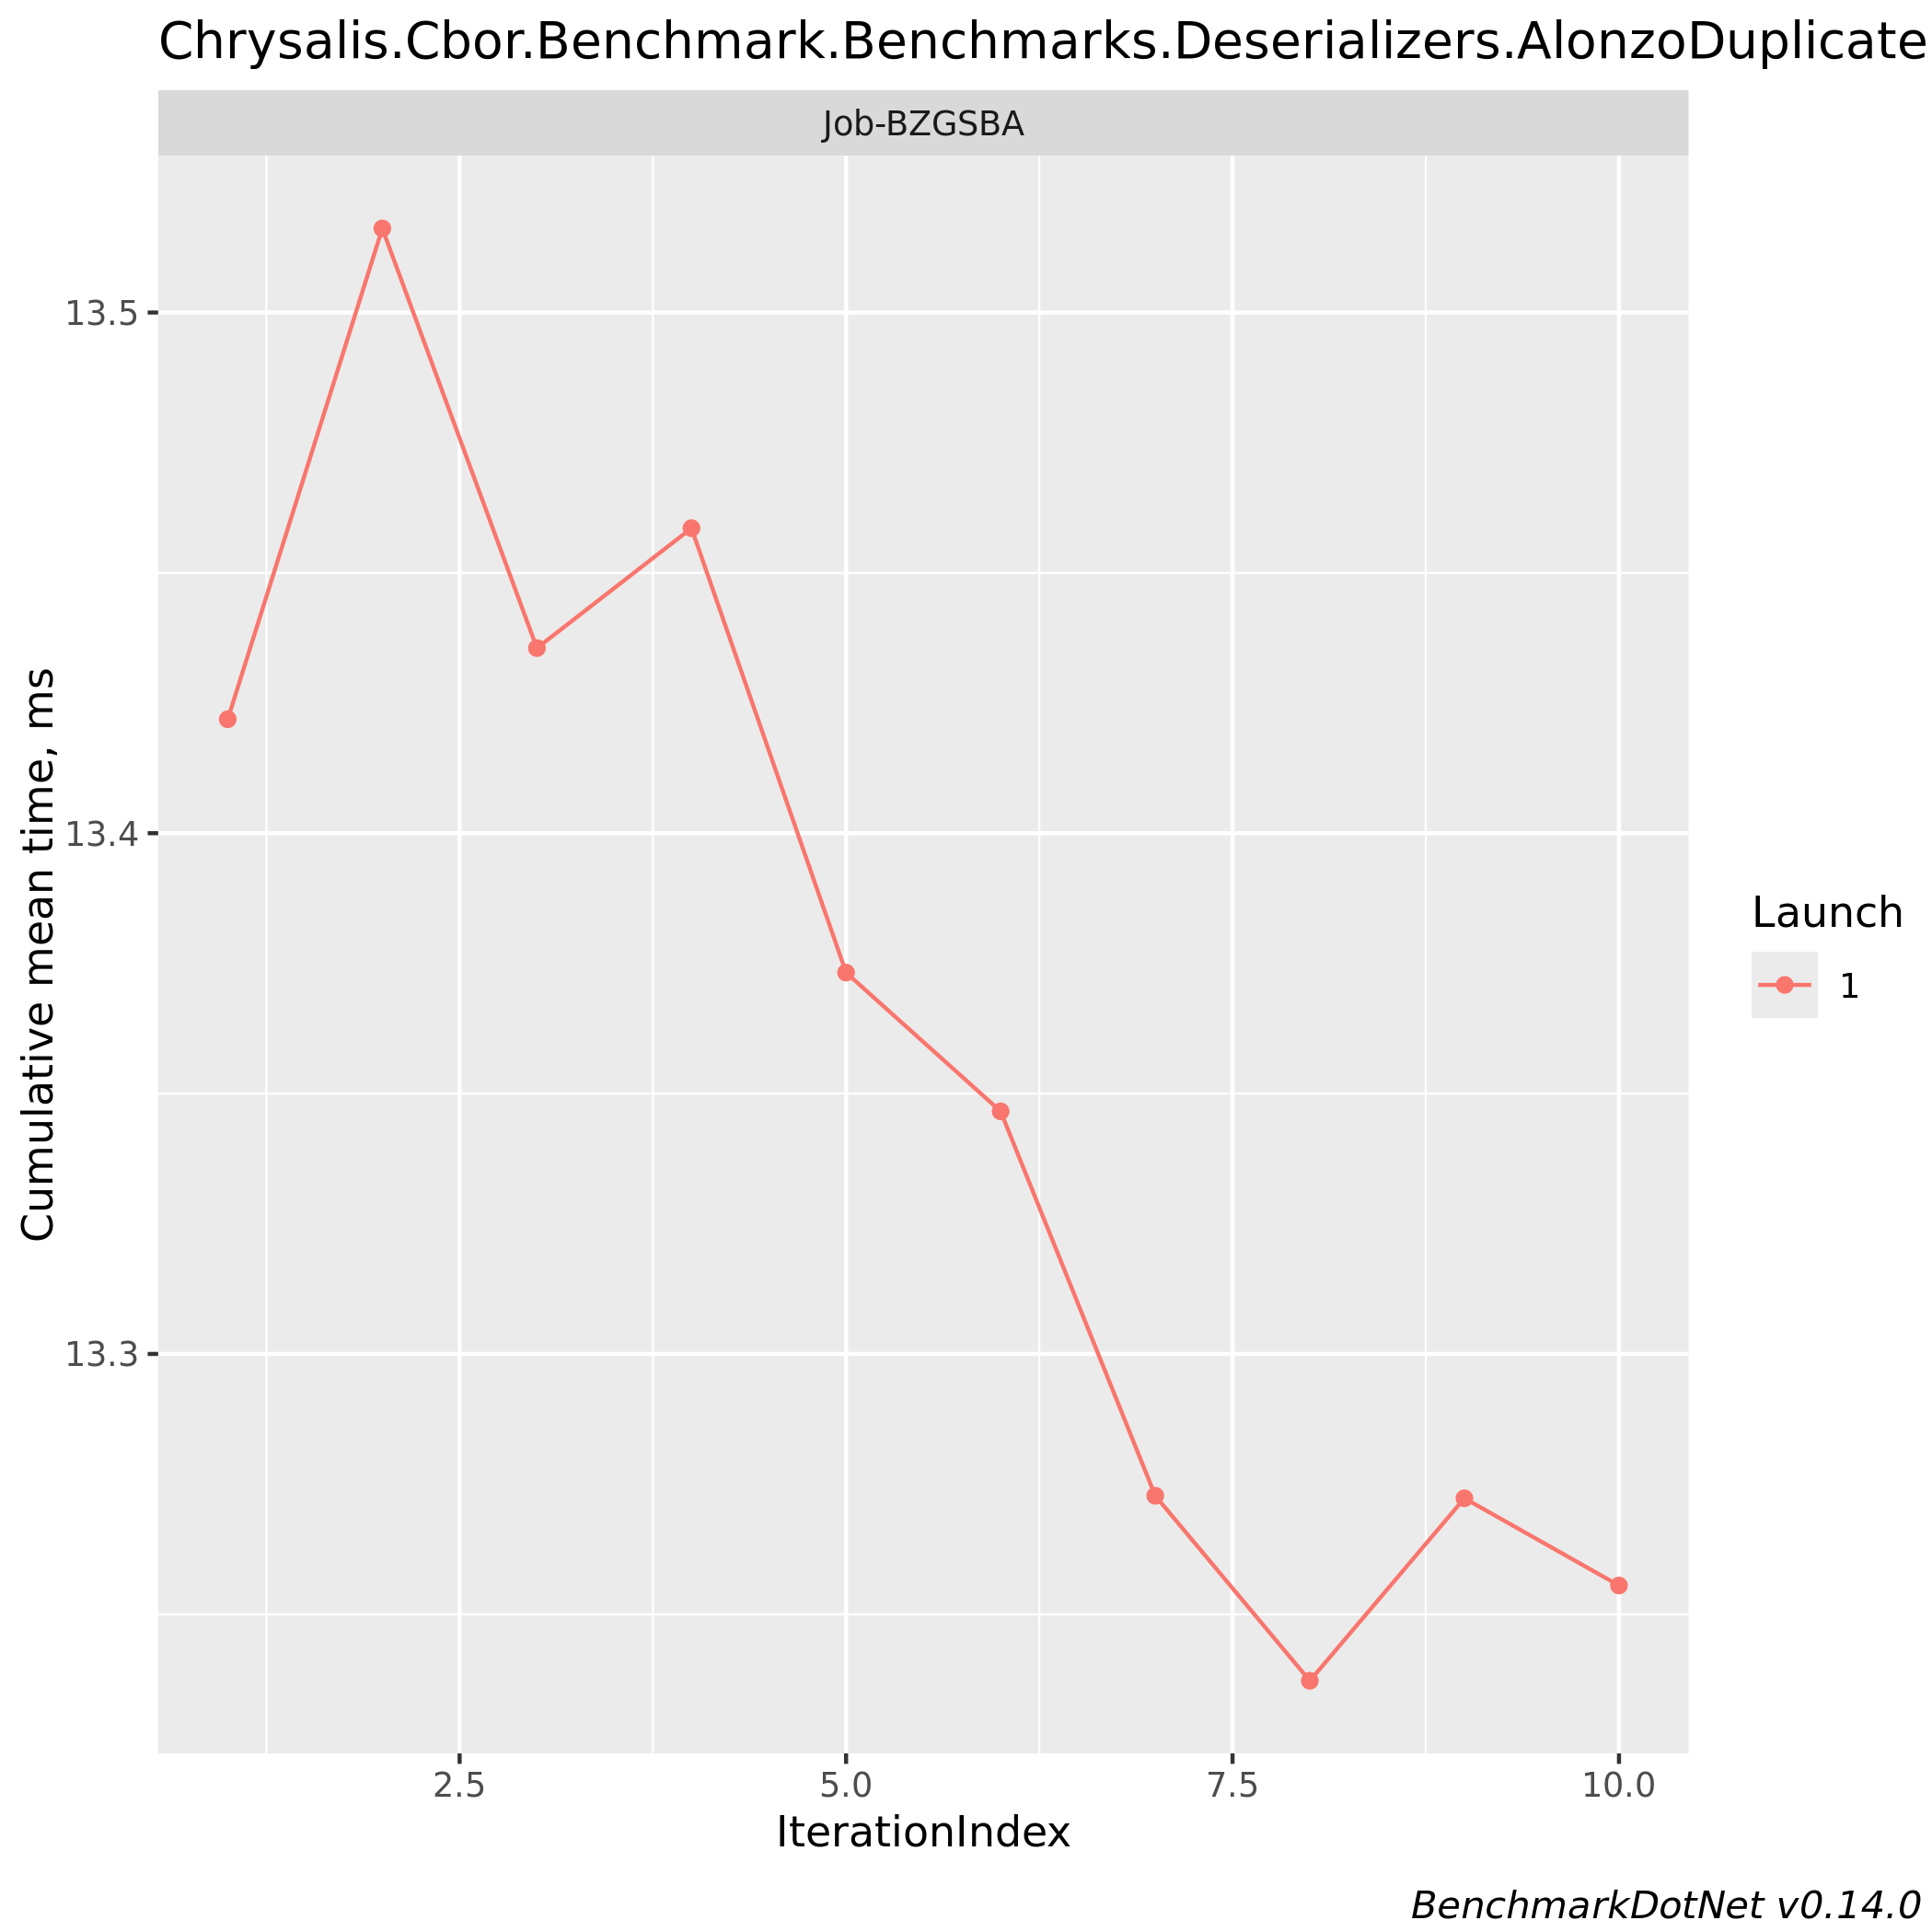 Chrysalis.Cbor.Benchmark.Benchmarks.Deserializers.AlonzoDuplicate
Job-BZGSBA
13.5
13.4
13.3
Cumulative mean time, ms
2.5 5.0 7.5 10.0
IterationIndex
Launch
1
BenchmarkDotNet v0.14.0